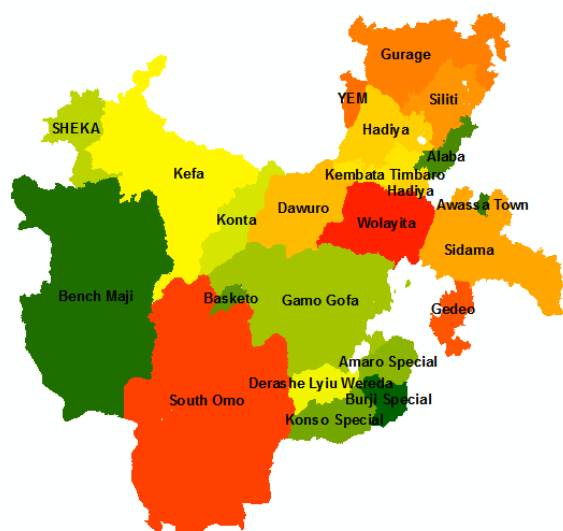 Gurage
YEM
Siliti
SHEKA
Hadiya
Alaba
Kefa
Kembata Timbaro
Hadiya
Awassa Town
Konta
Dawuro
Wolayita
Sidama
Bench Maji
Basketo
Gamo Gofa
Gedeo
Amaro Special
Derashe Lyiu Wereda
South Omo
Burji Special
Konso Special